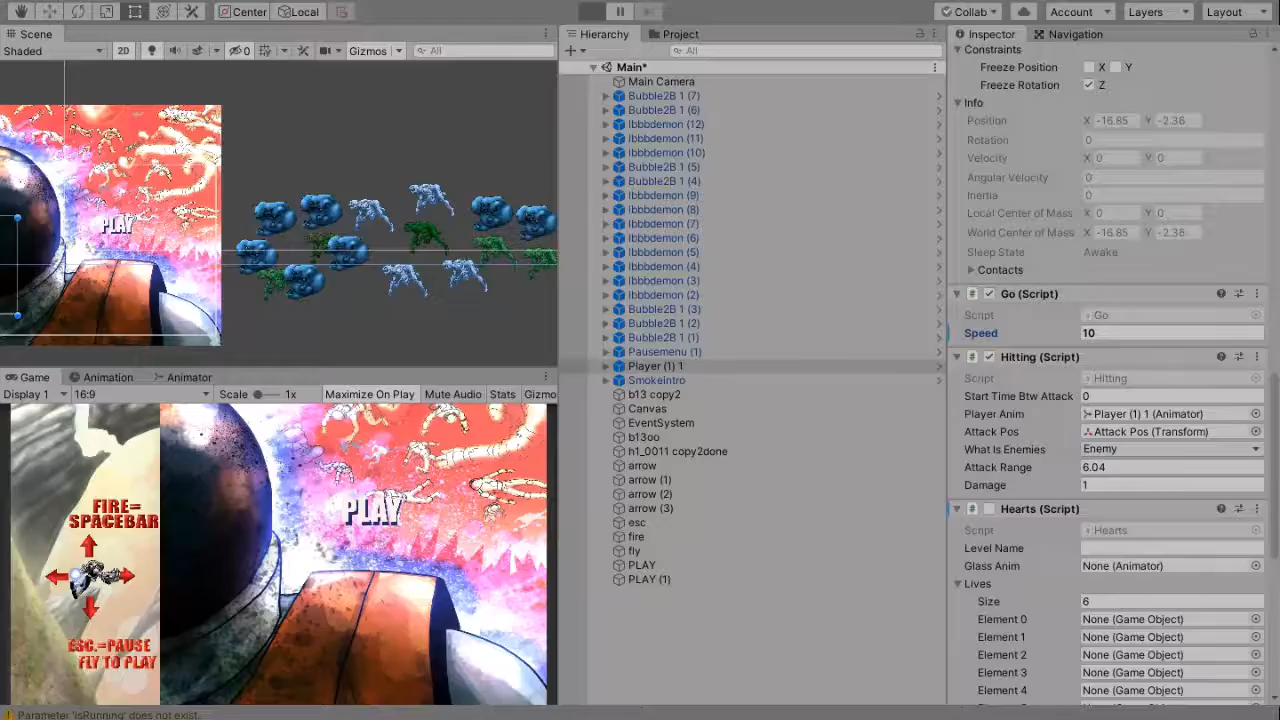 Center
Local
Collab
Account
Layers
Layout
Scene
Shaded
2D
0
Gizmos
All
PLAY
Game
Animation
Animator
Display 1
16:9
Scale
1x
Maximize On Play
Mute Audio
Stats
Gizmo
FIRE=
SPACEBAR
ESC.=PAUSE
FLY TO PLAY
PLAY
Parameter 'isRunning' does not exist.
Hierarchy
Project
All
Main*
Main Camera
Bubble2B 1 (7)
Bubble2B 1 (6)
lbbbdemon (12)
lbbbdemon (11)
lbbbdemon (10)
Bubble2B 1 (5)
Bubble2B 1 (4)
lbbbdemon (9)
lbbbdemon (8)
lbbbdemon (7)
lbbbdemon (6)
lbbbdemon (5)
lbbbdemon (4)
lbbbdemon (3)
lbbbdemon (2)
Bubble2B 1 (3)
Bubble2B 1 (2)
Bubble2B 1 (1)
Pausemenu (1)
Player (1) 1
Smokeintro
b13 copy2
Canvas
EventSystem
b13oo
h1_0011 copy2done
arrow
arrow (1)
arrow (2)
arrow (3)
esc
fire
fly
PLAY
PLAY (1)
Inspector
Navigation
Constraints
Freeze Position X Y
Freeze Rotation Z
Info
Position X -16.85 Y -2.36
Rotation 0
Velocity X 0 Y 0
Angular Velocity 0
Inertia 0
Local Center of Mass X 0 Y 0
World Center of Mass X -16.85 Y -2.36
Sleep State Awake
Contacts
# Go (Script)
Script Go
Speed 10
# Hitting (Script)
Script Hitting
Start Time Btw Attack 0
Player Anim Player (1) 1 (Animator)
Attack Pos Attack Pos (Transform)
What Is Enemies Enemy
Attack Range 6.04
Damage 1
# Hearts (Script)
Script Hearts
Level Name
Glass Anim None (Animator)
Lives
Size 6
Element 0 None (Game Object)
Element 1 None (Game Object)
Element 2 None (Game Object)
Element 3 None (Game Object)
Element 4 None (Game Object)